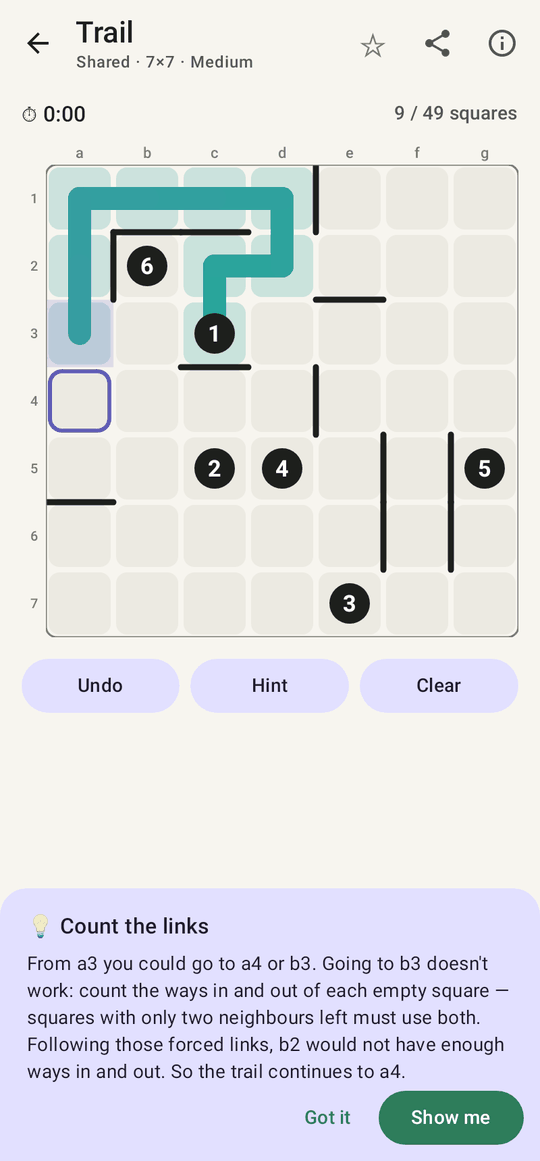 Trail
Shared · 7×7 · Medium
0:00
9 / 49 squares
a b c d e f g
1
2
6
3
1
4
5
2
4
5
6
7
3
Undo
Hint
Clear
Count the links
From a3 you could go to a4 or b3. Going to b3 doesn't
work: count the ways in and out of each empty square —
squares with only two neighbours left must use both.
Following those forced links, b2 would not have enough
ways in and out. So the trail continues to a4.
Got it
Show me